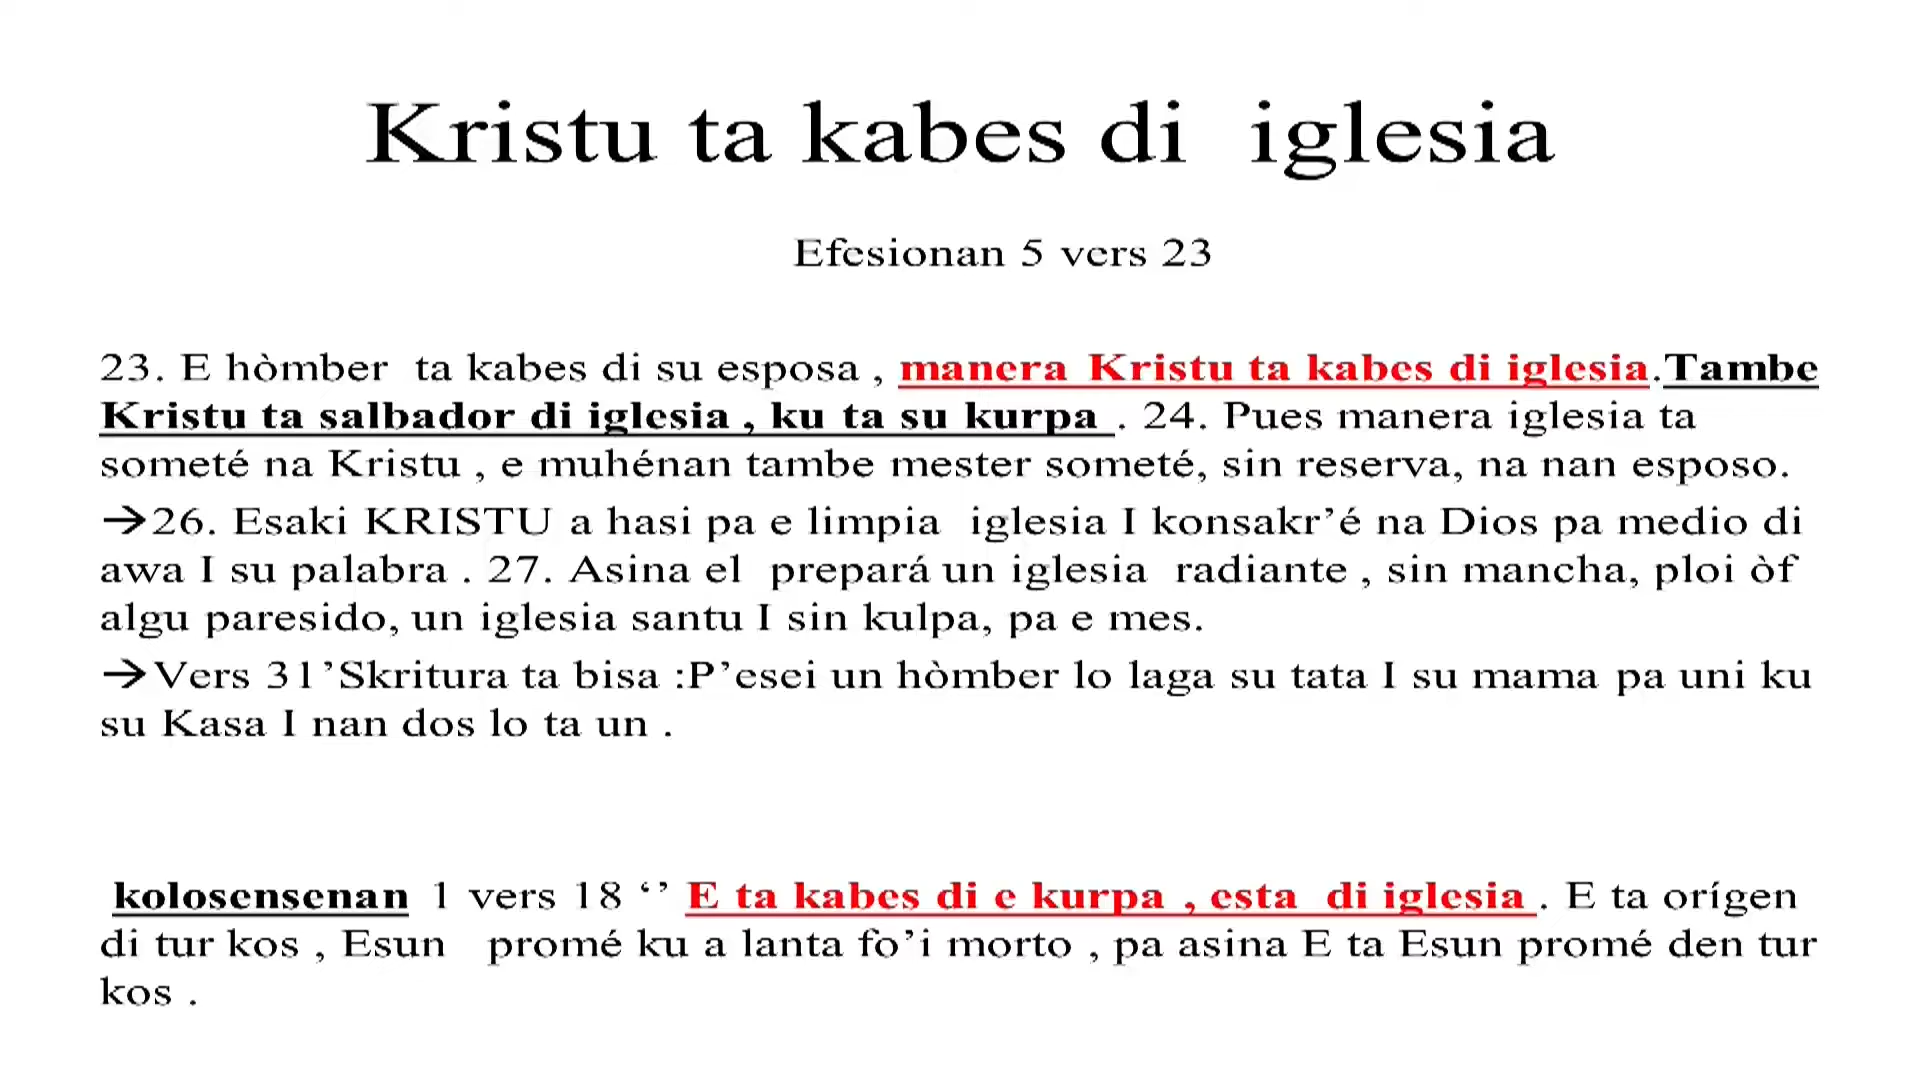 Kristu ta kabes di  iglesia
Efesionan 5 vers 23
23. E hòmber  ta kabes di su esposa , manera Kristu ta kabes di iglesia.Tambe
Kristu ta salbador di iglesia , ku ta su kurpa . 24. Pues manera iglesia ta
someté na Kristu , e muhénan tambe mester someté, sin reserva, na nan esposo.
→26. Esaki KRISTU a hasi pa e limpia  iglesia I konsakr’é na Dios pa medio di
awa I su palabra . 27. Asina el  prepará un iglesia  radiante , sin mancha, ploi òf
algu paresido, un iglesia santu I sin kulpa, pa e mes.
→Vers 31’Skritura ta bisa :P’esei un hòmber lo laga su tata I su mama pa uni ku
su Kasa I nan dos lo ta un .
kolosensenan 1 vers 18 ‘’ E ta kabes di e kurpa , esta  di iglesia . E ta orígen
di tur kos , Esun   promé ku a lanta fo’i morto , pa asina E ta Esun promé den tur
kos .